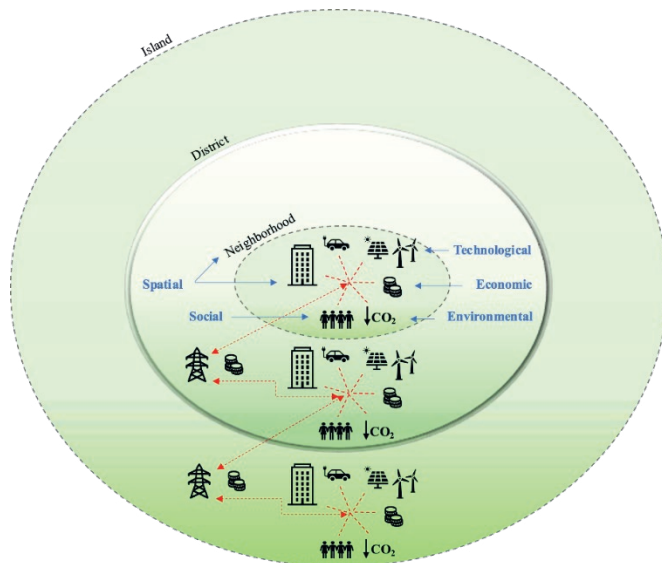 Island
District
Neighborhood
Technological
Spatial
Economic
Social
CO₂
Environmental
CO₂
CO₂